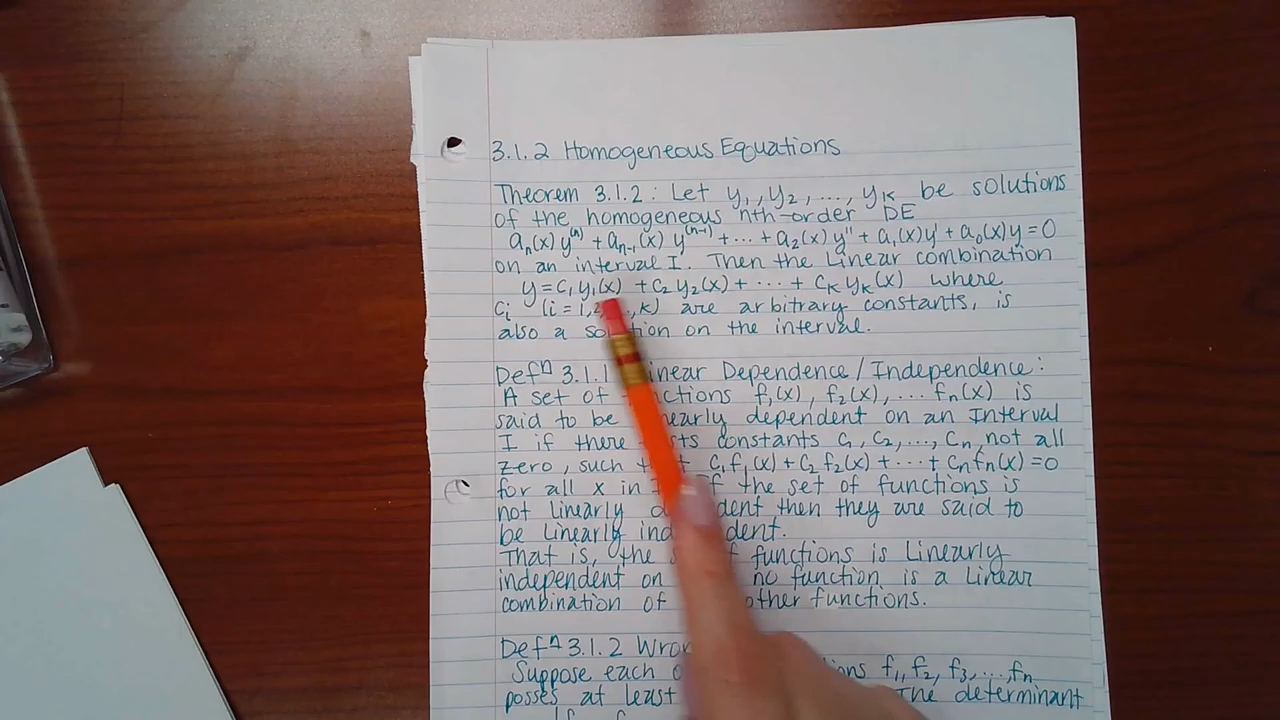 3.1.2 Homogeneous Equations
Theorem 3.1.2: Let y₁, y₂, ..., yₖ be solutions
of the homogeneous nth-order DE
aₙ(x)y⁽ⁿ⁾ + aₙ₋₁(x)y⁽ⁿ⁻¹⁾ + ... + a₂(x)y'' + a₁(x)y' + a₀(x)y = 0
on an interval I. Then the Linear combination
y = c₁y₁(x) + c₂y₂(x) + ... + cₖyₖ(x) where
cᵢ (i = 1, k) are arbitrary constants, is
also a solution on the interval.
Defⁿ 3.1.1 Linear Dependence/Independence:
A set of f₁(x), f₂(x), ... fₙ(x) is
said to be dependent on an Interval
I if there constants c₁, c₂, ..., cₙ, not all
zero, such c₁f₁(x) + c₂f₂(x) + ... + cₙfₙ(x) = 0
for all x in the set of functions is
not linearly then they are said to
be Linearly
That is, the functions is Linearly
independent on no function is a Linear
combination of other functions.
Defⁿ 3.1.2
Suppose each f₁, f₂, f₃, ..., fₙ
posses at least The determinant